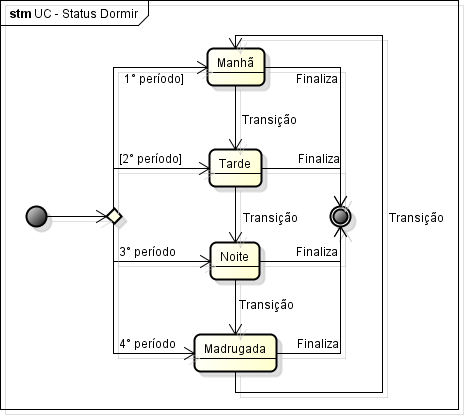 stm UC - Status Dormir
Manhã
1° período]
Finaliza
Transição
[2° período]
Tarde
Finaliza
Transição
Transição
3° período
Noite
Finaliza
Transição
4° período
Madrugada
Finaliza